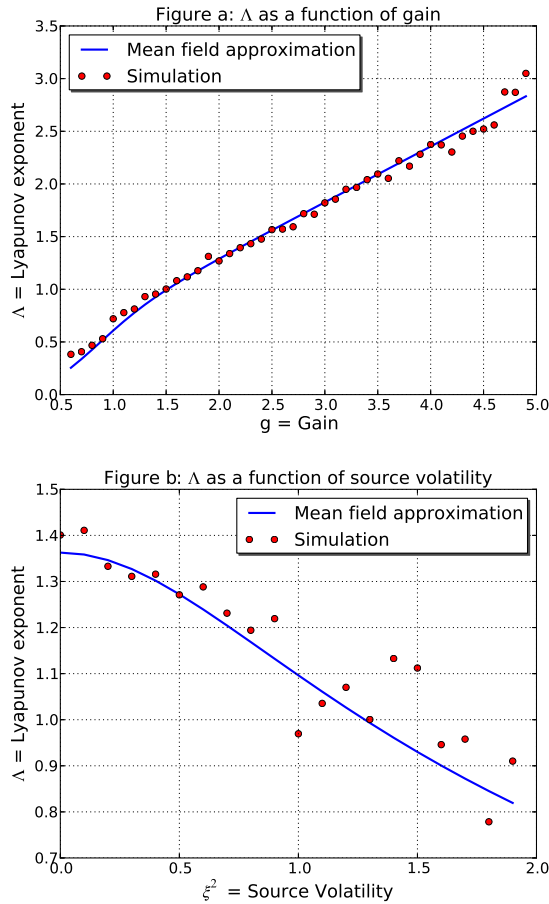 Figure a: Λ as a function of gain
3.5
3.0
2.5
2.0
1.5
1.0
0.5
0.0
Λ = Lyapunov exponent
Mean field approximation
Simulation
0.5 1.0 1.5 2.0 2.5 3.0 3.5 4.0 4.5 5.0
g = Gain
Figure b: Λ as a function of source volatility
1.5
1.4
1.3
1.2
1.1
1.0
0.9
0.8
0.7
Λ = Lyapunov exponent
Mean field approximation
Simulation
0.0 0.5 1.0 1.5 2.0
ξ² = Source Volatility